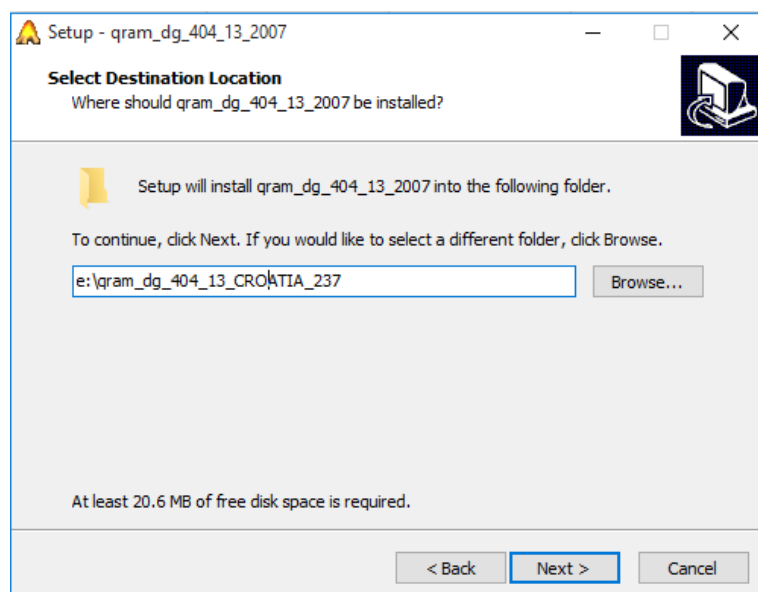 Setup - qram_dg_404_13_2007
Select Destination Location
Where should qram_dg_404_13_2007 be installed?
Setup will install qram_dg_404_13_2007 into the following folder.
To continue, click Next. If you would like to select a different folder, click Browse.
e:\qram_dg_404_13_CROATIA_237
Browse...
At least 20.6 MB of free disk space is required.
< Back
Next >
Cancel